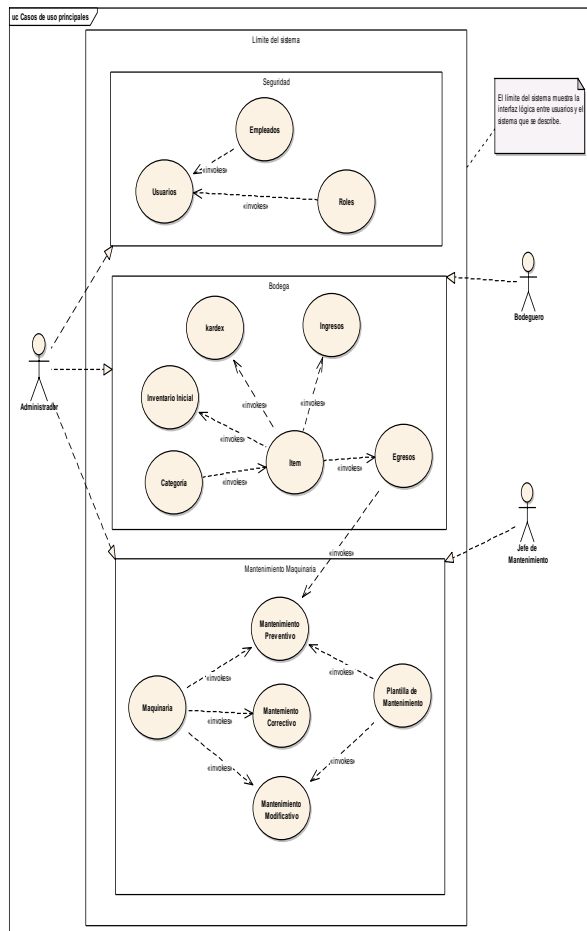 uc Casos de uso principales
Límite del sistema
Seguridad
Empleados
«invokes»
Usuarios
«invokes»
Roles
El límite del sistema muestra la
interfaz lógica entre usuarios y el
sistema que se describe.
Bodega
kardex
Ingresos
Bodeguero
Administrador
Inventario Inicial
«invokes»
«invokes»
«invokes»
Categoría
«invokes»
Item
«invokes»
Egresos
«invokes»
Jefe de
Mantenimiento
Mantenimiento Maquinaria
Mantenimiento
Preventivo
«invokes»
«invokes»
Maquinaria
«invokes»
Mantemiento
Correctivo
Plantilla de
Mantenimiento
«invokes»
«invokes»
Mantenimiento
Modificativo